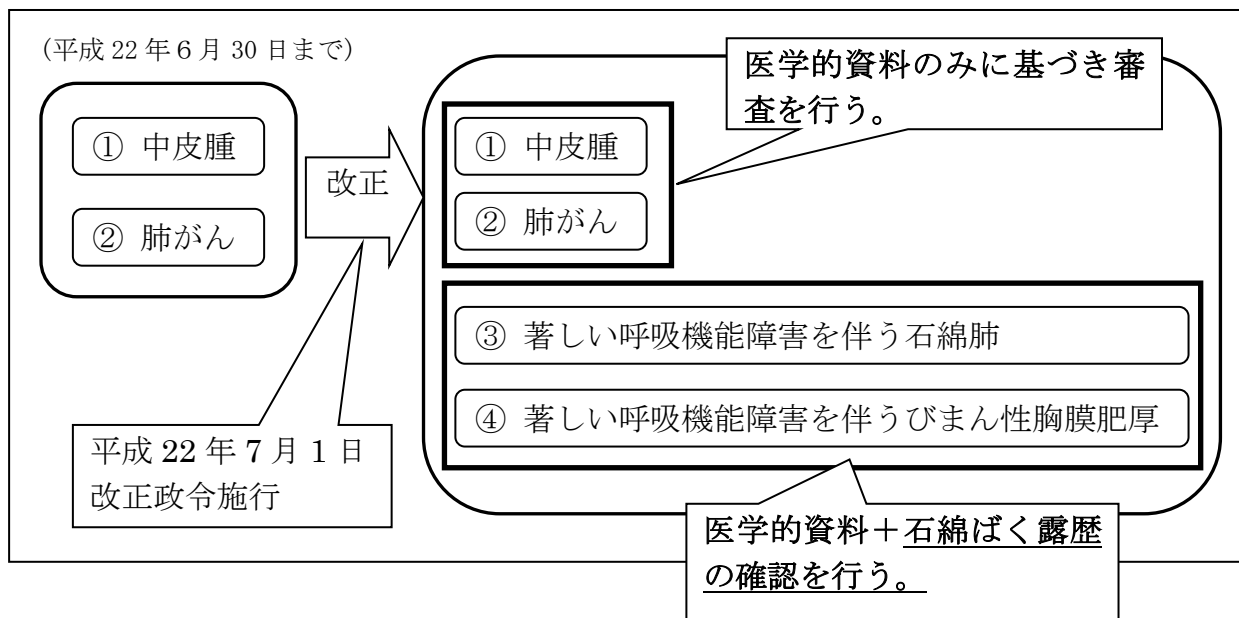 (平成 22 年６月 30 日まで)
① 中皮腫
② 肺がん
改正
平成 22 年 7 月 1 日
改正政令施行
医学的資料のみに基づき審
査を行う。
① 中皮腫
② 肺がん
③ 著しい呼吸機能障害を伴う石綿肺
④ 著しい呼吸機能障害を伴うびまん性胸膜肥厚
医学的資料＋石綿ばく露歴
の確認を行う。